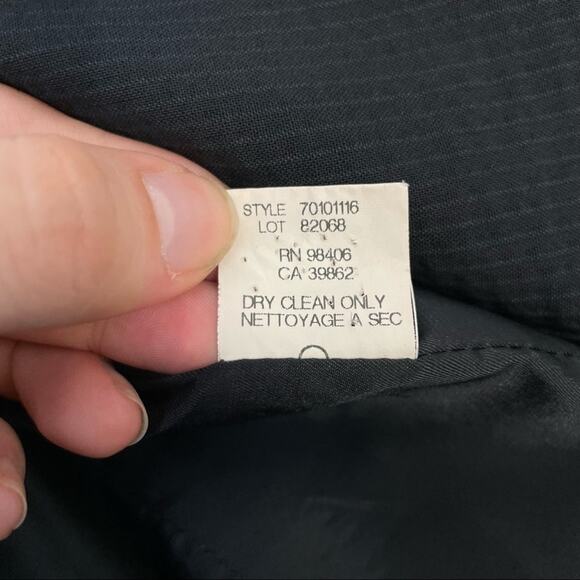 STYLE 70101116
LOT 82068
RN 98406
CA 39862
DRY CLEAN ONLY
NETTOYAGE A SEC